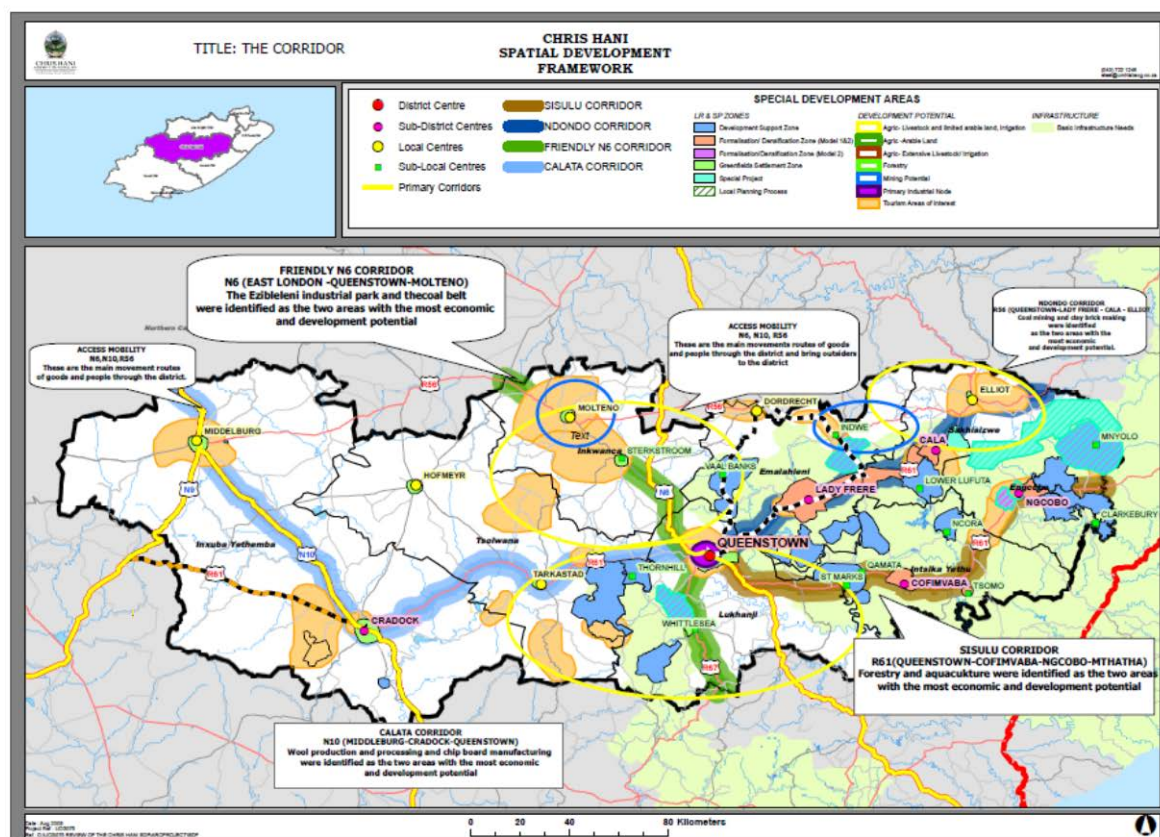 TITLE: THE CORRIDOR
CHRIS HANI
SPATIAL DEVELOPMENT
FRAMEWORK
District Centre
Sub-District Centres
Local Centres
Sub-Local Centres
Primary Corridors
SISULU CORRIDOR
NDONDO CORRIDOR
FRIENDLY N6 CORRIDOR
CALATA CORRIDOR
SPECIAL DEVELOPMENT AREAS
LR & SP ZONES
Development Support Zone
Formalisation/ Densification Zone (Model 1&2)
Formalisation/Densification Zone (Model 2)
Greenfields Settlement Zone
Special Project
Local Planning Process
DEVELOPMENT POTENTIAL
Agric- Livestock and limited arable land, Irrigation
Agric -Arable Land
Agric- Extensive Livestock/ Irrigation
Forestry
Mining Potential
Primary Industrial Node
Tourism Areas of Interest
INFRASTRUCTURE
Basic Infrastructure Needs
FRIENDLY N6 CORRIDOR
N6 (EAST LONDON -QUEENSTOWN-MOLTENO)
The Ezibleleni industrial park and thecoal belt
were identified as the two areas with the most economic
and development potential
ACCESS MOBILITY
N6,N10,R56
These are the main movement routes
of goods and people through the district.
ACCESS MOBILITY
N6, N10, R56
These are the main movements routes of goods
and people through the district and bring outsiders
to the district
NDONDO CORRIDOR
R56 (QUEENSTOWN-LADY FRERE - CALA - ELLIOT
Coal mining and clay brick making
were identified
as the two areas with the
most economic
and development potential.
Northern
R56
MIDDELBURG
N9
HOFMEYR
MOLTENO
Text
Inkwanca
STERKSTROOM
N6
R56
DORDRECHT
INDWE
ELLIOT
Sakhisizwe
CALA
MNYOLO
VAAL BANKS
Emalahleni
R61
LADY FRERE
LOWER LUFUTA
Engcobo
NGCOBO
CLARKEBURY
NCORA
R61
QUEENSTOWN
Inxuba Yethemba
N10
R61
Tsolwana
TARKASTAD
R61
THORNHILL
ST MARKS
QAMATA
Intsika Yethu
COFIMVABA
TSOMO
CRADOCK
WHITTLESEA
Lukhanji
R67
SISULU CORRIDOR
R61(QUEENSTOWN-COFIMVABA-NGCOBO-MTHATHA)
Forestry and aquacukture were identified as the two areas
with the most economic and development potential
CALATA CORRIDOR
N10 (MIDDLEBURG-CRADOCK-QUEENSTOWN)
Wool production and processing and chip board manufacturing
were identified as the two areas with the most economic
and development potential
0 20 40 80 Kilometers